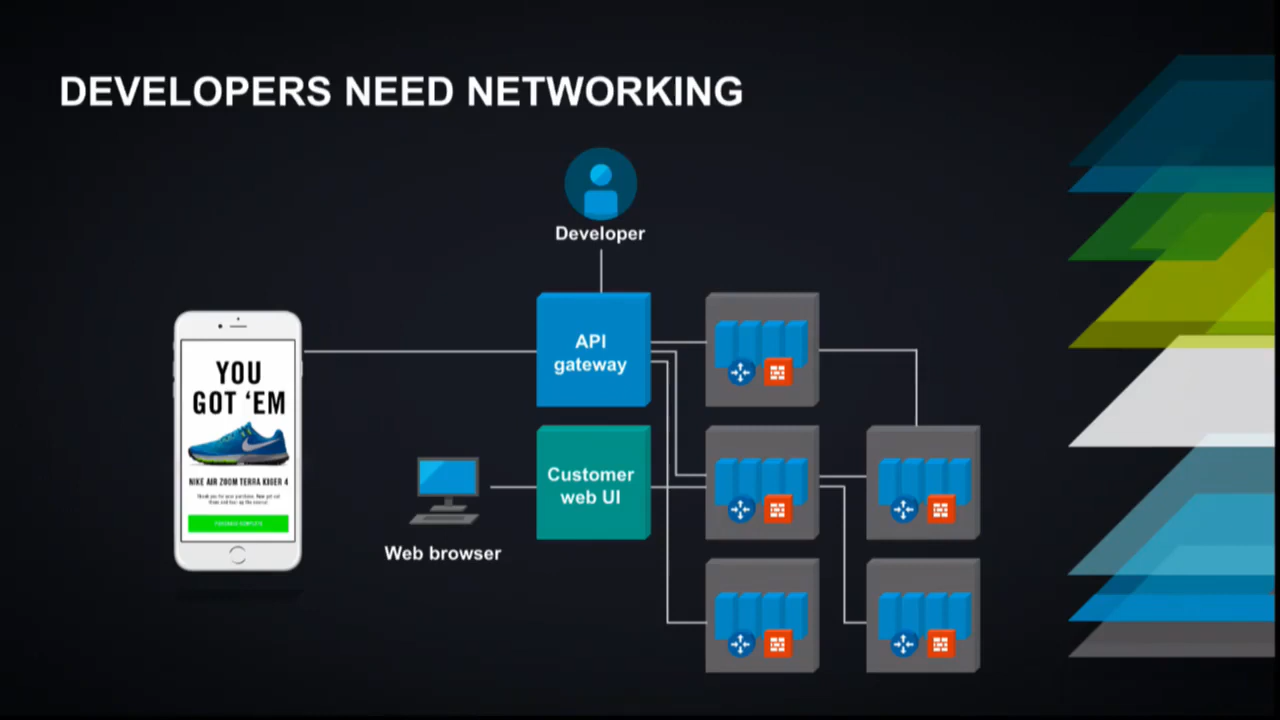 DEVELOPERS NEED NETWORKING
Developer
API
gateway
YOU
GOT ‘EM
NIKE AIR ZOOM TERRA KIGER 4
Customer
web UI
Web browser